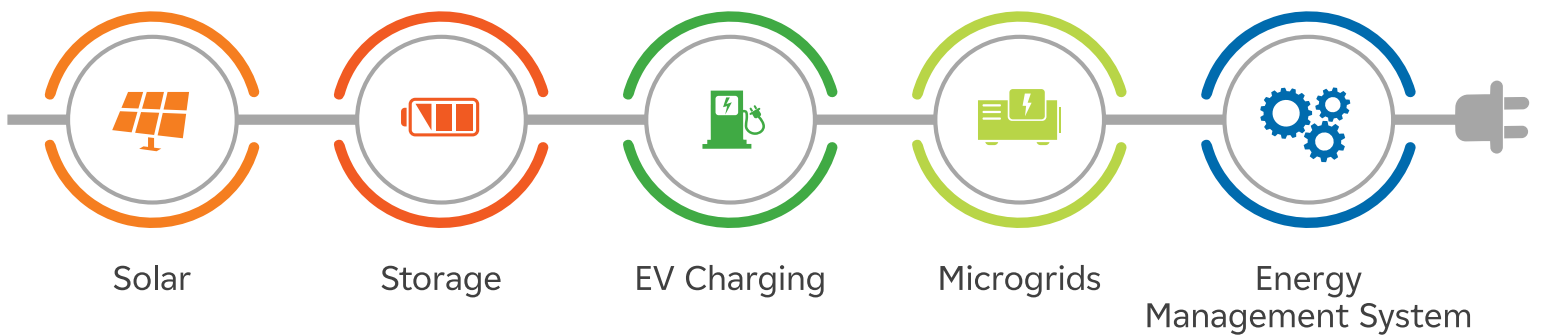 Solar
Storage
EV Charging
Microgrids
Energy
Management System